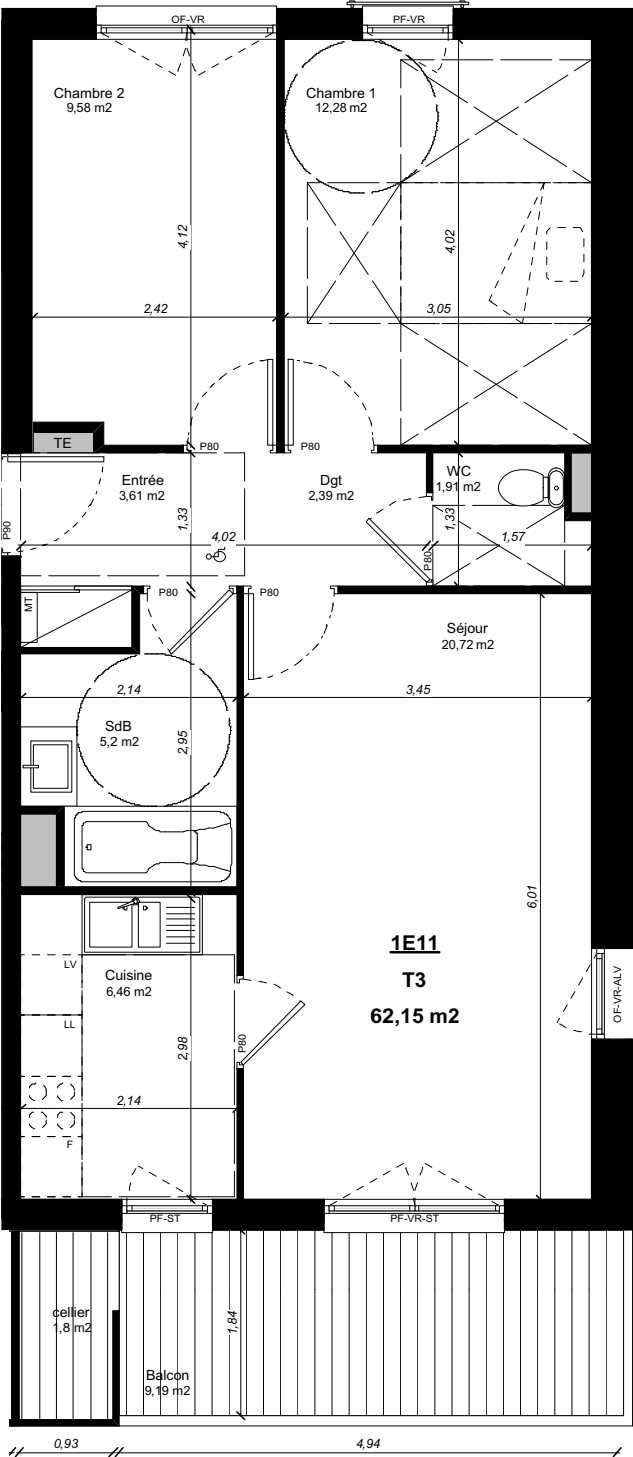 OF-VR
PF-VR
Chambre 2
9,58 m2
Chambre 1
12,28 m2
4,12
4,02
2,42
3,05
TE
P80
P80
Entrée
3,61 m2
Dgt
2,39 m2
WC
1,91 m2
P90
1,33
4,02
1,33
1,57
P80
MT
P80
P80
Séjour
20,72 m2
2,14
3,45
SdB
5,2 m2
2,95
6,01
1E11
T3
62,15 m2
LV
Cuisine
6,46 m2
OF-VR-ALV
LL
2,98
P80
2,14
F
PF-ST
PF-VR-ST
cellier
1,8 m2
1,84
Balcon
9,19 m2
0,93
4,94